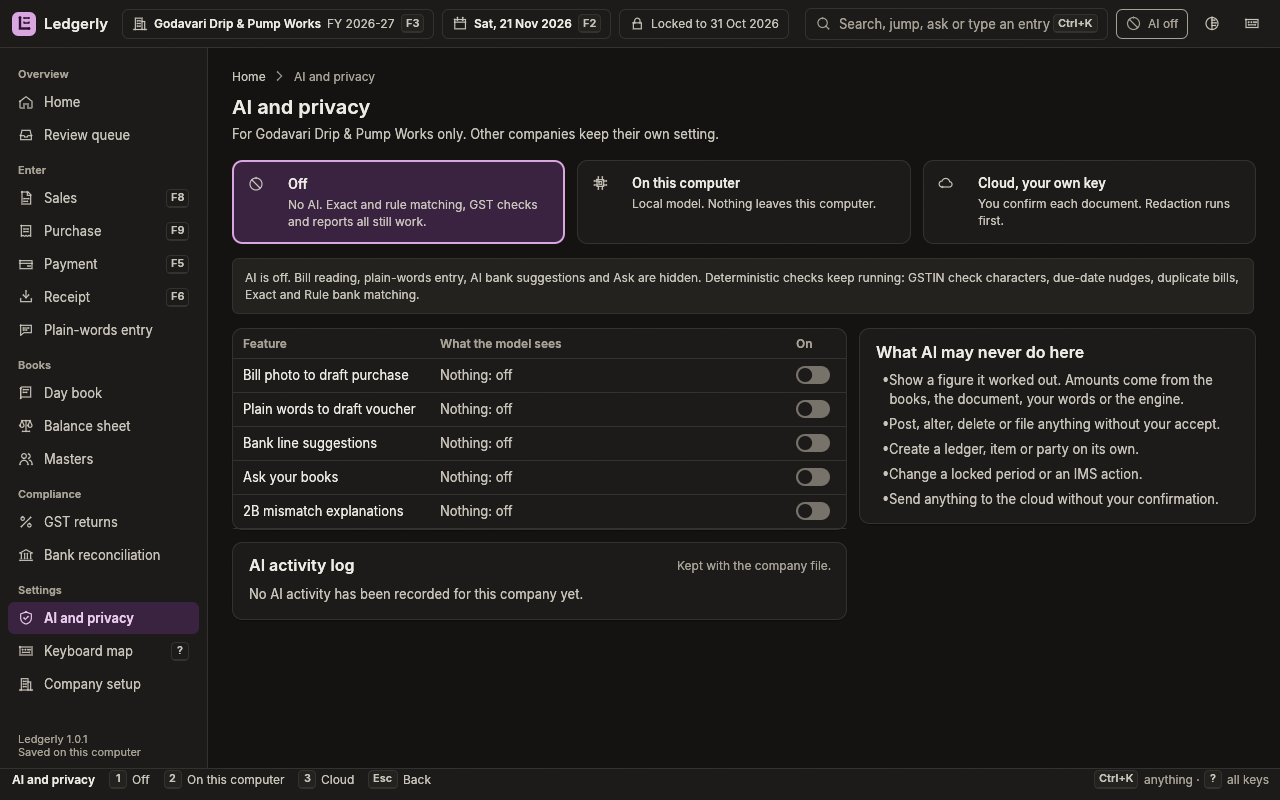 Ledgerly
Godavari Drip & Pump Works FY 2026-27 F3
Sat, 21 Nov 2026 F2
Locked to 31 Oct 2026
Search, jump, ask or type an entry Ctrl+K
AI off
Overview
Home
Review queue
Enter
Sales F8
Purchase F9
Payment F5
Receipt F6
Plain-words entry
Books
Day book
Balance sheet
Masters
Compliance
GST returns
Bank reconciliation
Settings
AI and privacy
Keyboard map ?
Company setup
Ledgerly 1.0.1
Saved on this computer
Home > AI and privacy
AI and privacy
For Godavari Drip & Pump Works only. Other companies keep their own setting.
Off
No AI. Exact and rule matching, GST checks
and reports all still work.
On this computer
Local model. Nothing leaves this computer.
Cloud, your own key
You confirm each document. Redaction runs
first.
AI is off. Bill reading, plain-words entry, AI bank suggestions and Ask are hidden. Deterministic checks keep running: GSTIN check characters, due-date nudges, duplicate bills,
Exact and Rule bank matching.
Feature What the model sees On
Bill photo to draft purchase Nothing: off
Plain words to draft voucher Nothing: off
Bank line suggestions Nothing: off
Ask your books Nothing: off
2B mismatch explanations Nothing: off
What AI may never do here
•Show a figure it worked out. Amounts come from the
books, the document, your words or the engine.
•Post, alter, delete or file anything without your accept.
•Create a ledger, item or party on its own.
•Change a locked period or an IMS action.
•Send anything to the cloud without your confirmation.
AI activity log Kept with the company file.
No AI activity has been recorded for this company yet.
AI and privacy 1 Off 2 On this computer 3 Cloud Esc Back
Ctrl+K anything · ? all keys